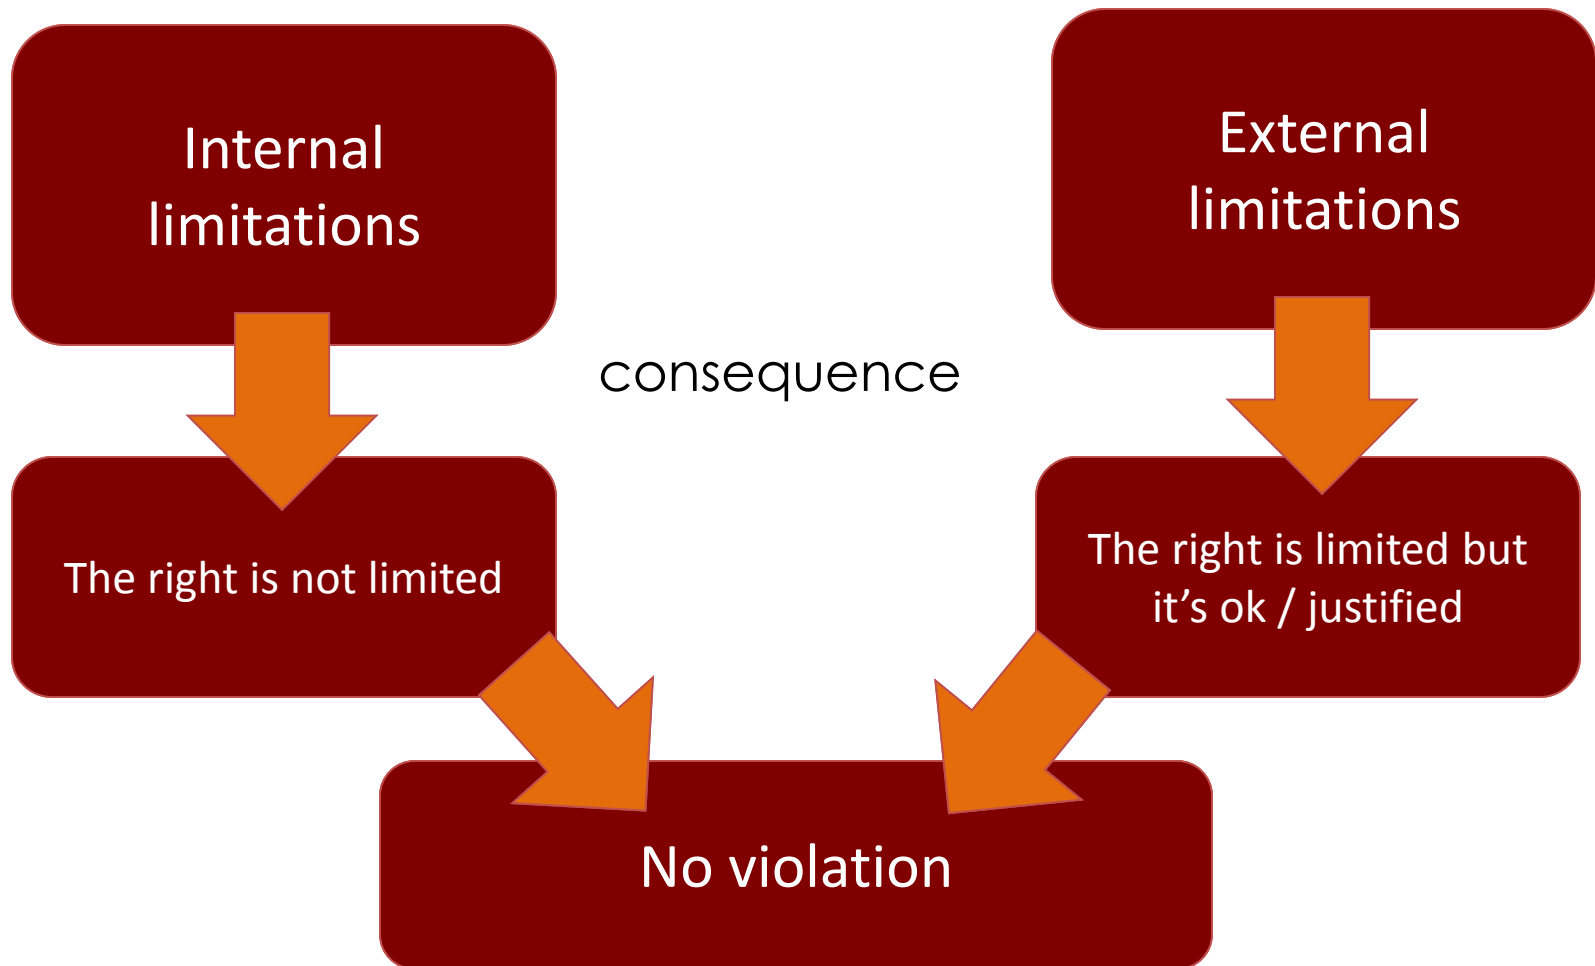 Internal
limitations
External
limitations
consequence
The right is not limited
The right is limited but
it’s ok / justified
No violation